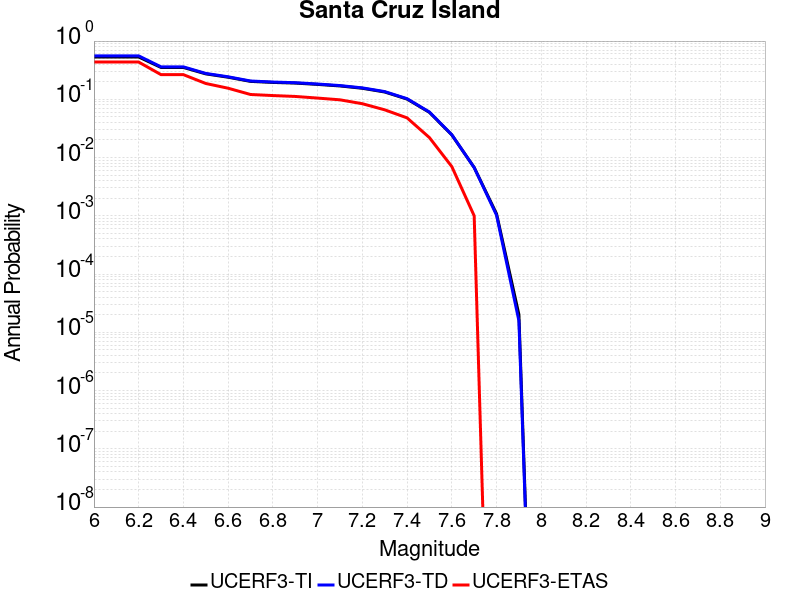 Santa Cruz Island
10^0
10^-1
10^-2
10^-3
10^-4
10^-5
10^-6
10^-7
10^-8
Annual Probability
6 6.2 6.4 6.6 6.8 7 7.2 7.4 7.6 7.8 8 8.2 8.4 8.6 8.8 9
Magnitude
UCERF3-TI UCERF3-TD UCERF3-ETAS